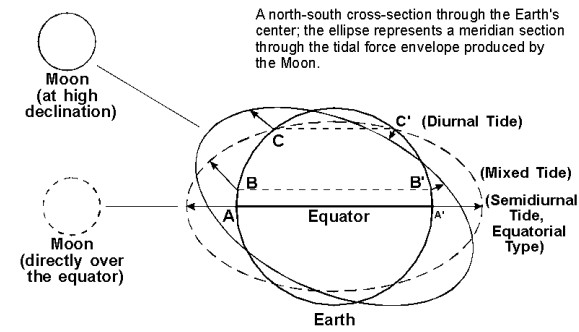 A north-south cross-section through the Earth's
center; the ellipse represents a meridian section
through the tidal force envelope produced by
the Moon.
Moon
(at high
declination)
C
C' (Diurnal Tide)
B
B'
(Mixed Tide)
A
Equator
A'
(Semidiurnal
Tide,
Equatorial
Type)
Moon
(directly over
the equator)
Earth